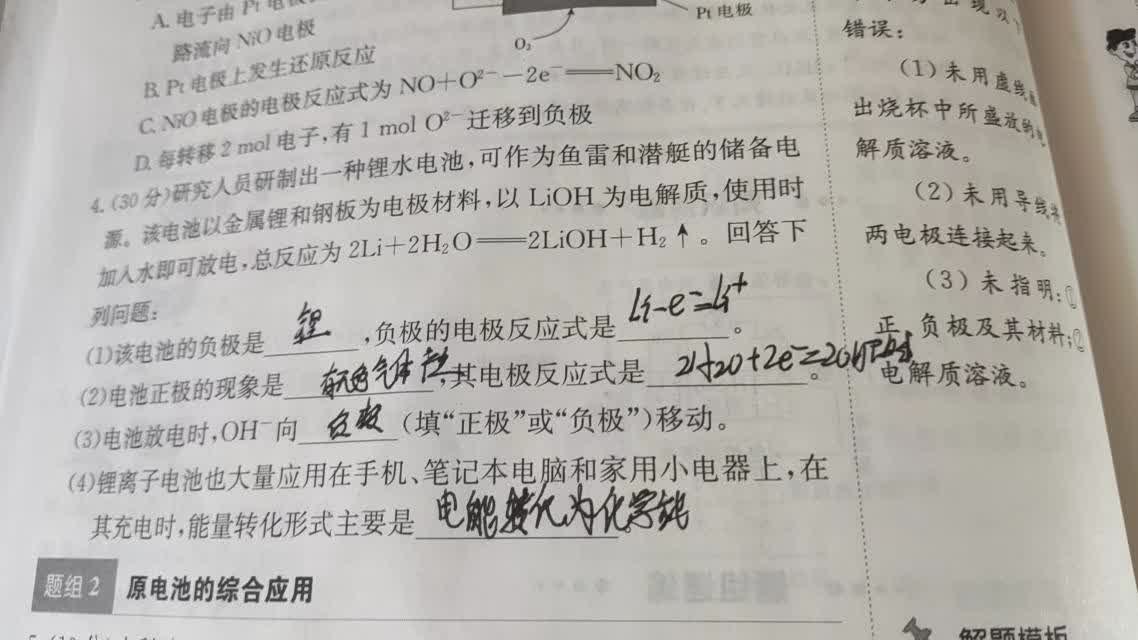 A. 电子由 Pt 电极
路流向 NiO 电极
B. Pt 电极上发生还原反应
C. NiO 电极的电极反应式为 NO+O²⁻-2e⁻══NO₂
D. 每转移 2 mol 电子,有 1 mol O²⁻迁移到负极
O₂
Pt 电极
4. (30 分)研究人员研制出一种锂水电池,可作为鱼雷和潜艇的储备电
源。该电池以金属锂和钢板为电极材料,以 LiOH 为电解质,使用时
加入水即可放电,总反应为 2Li+2H₂O══2LiOH+H₂↑。回答下
列问题:
(1)该电池的负极是 锂 ,负极的电极反应式是 Li-e⁻=Li⁺ 。
(2)电池正极的现象是 有无色气体产生 ,其电极反应式是 2H2O+2e⁻=2OH⁻ 。
(3)电池放电时,OH⁻向 负极 (填“正极”或“负极”)移动。
(4)锂离子电池也大量应用在手机、笔记本电脑和家用小电器上,在
其充电时,能量转化形式主要是 电能转化为化学能
题组 2 原电池的综合应用
错误:
(1) 未用虚线
出烧杯中所盛放的电
解质溶液。
(2) 未用导线将
两电极连接起来。
(3) 未指明:①
正、负极及其材料;②
电解质溶液。
解题模板